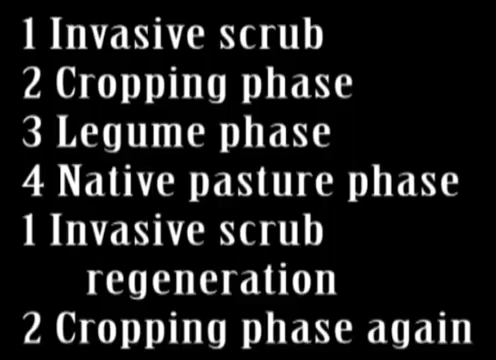 1 Invasive scrub
2 Cropping phase
3 Legume phase
4 Native pasture phase
1 Invasive scrub
regeneration
2 Cropping phase again